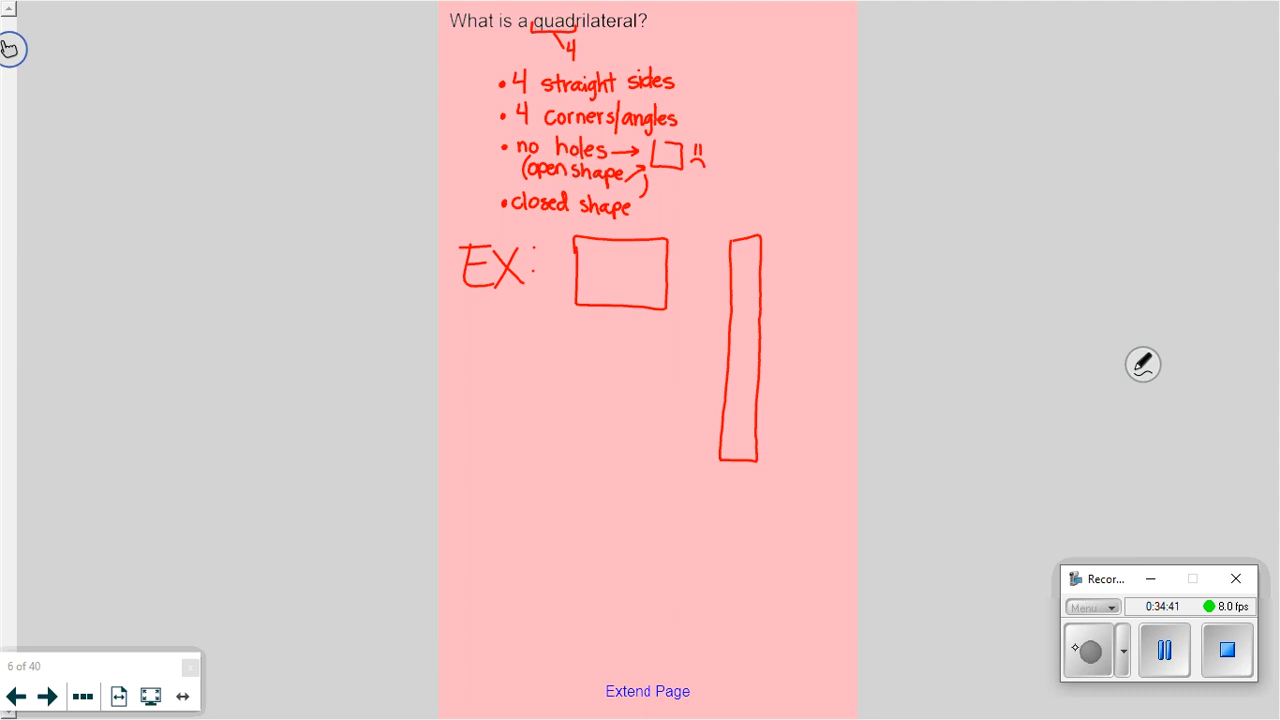 What is a quadrilateral?
4
• 4 straight sides
• 4 corners/angles
• no holes →
(open shape
• closed shape
EX:
Recor...
Menu
0:34:41
8.0 fps
6 of 40
Extend Page